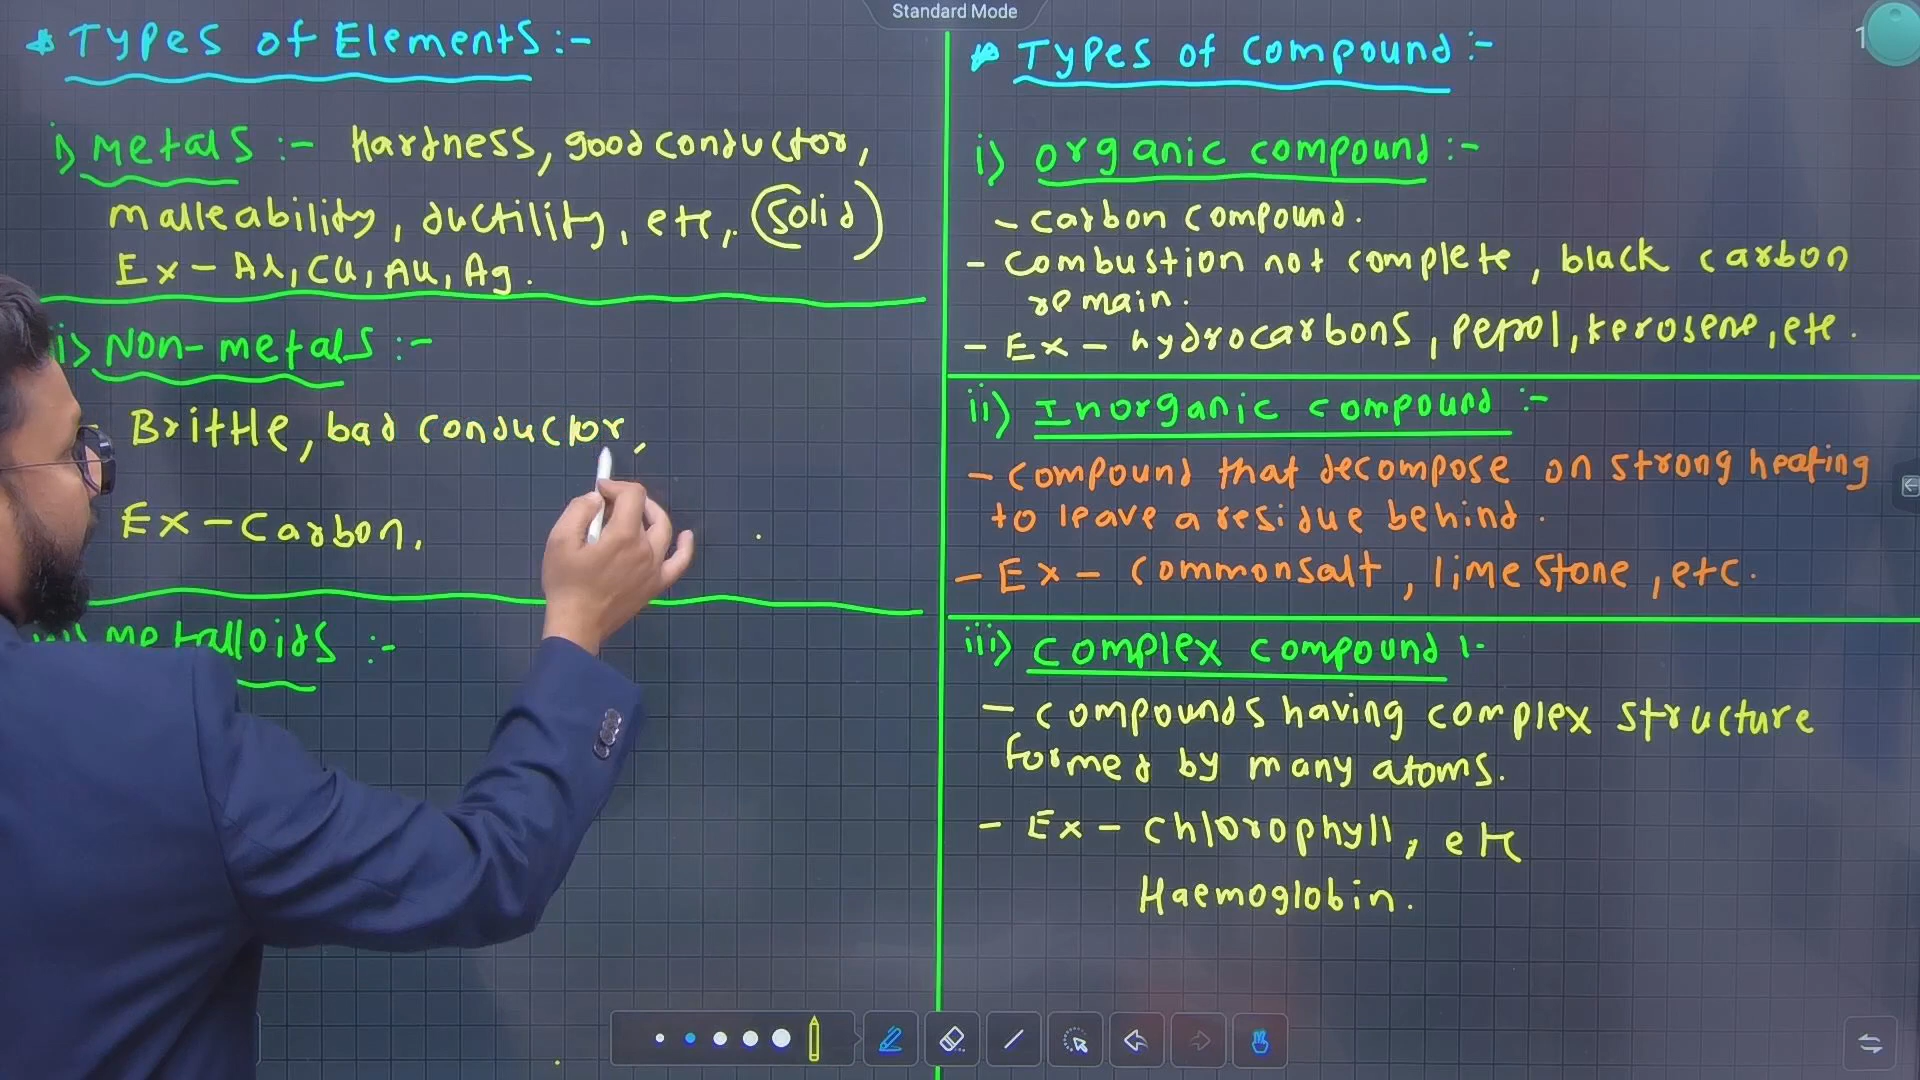 Standard Mode
1
Types of Elements :-
i) Metals :- Hardness, good conductor,
malleability, ductility, etc, (Solid)
Ex - Al, Cu, Au, Ag.
ii) Non-metals :-
- Brittle, bad conductor,
Ex - Carbon,
iii) Metalloids :-
Types of Compound :-
i) organic compound :-
- carbon compound.
- combustion not complete, black carbon
remain.
- Ex - hydrocarbons, petrol, kerosene, etc.
ii) Inorganic compound :-
- compound that decompose on strong heating
to leave a residue behind.
- Ex - commonsalt, limestone, etc.
iii) complex compound :-
- compounds having complex structure
formed by many atoms.
- Ex - chlorophyll, etc
Haemoglobin.